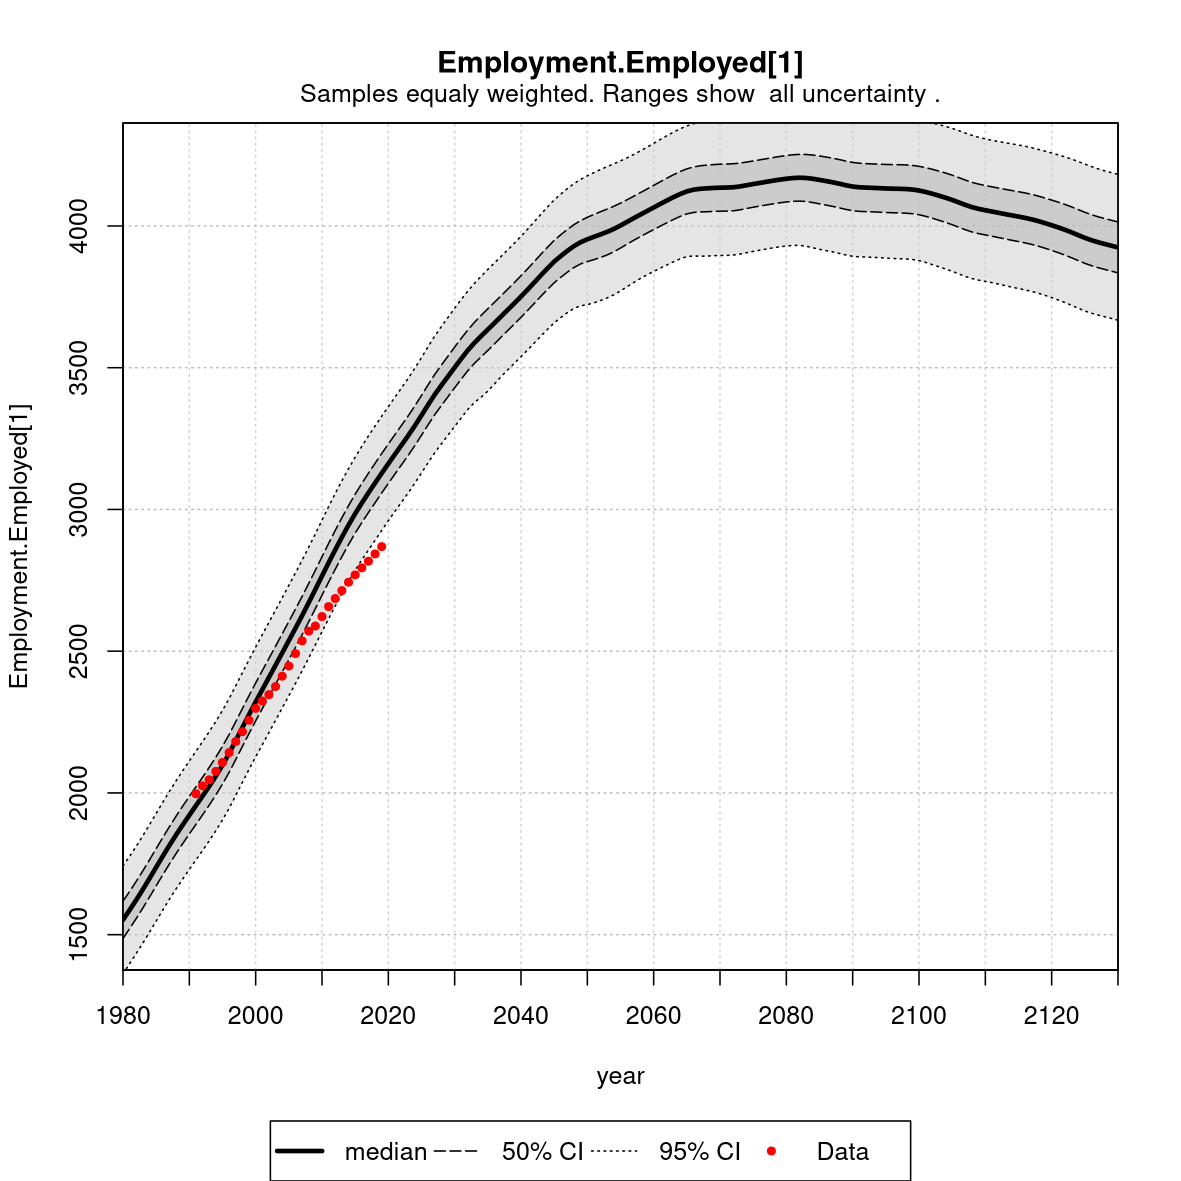 Employment.Employed[1]
Samples equaly weighted. Ranges show  all uncertainty .
Employment.Employed[1]
4000
3500
3000
2500
2000
1500
1980 2000 2020 2040 2060 2080 2100 2120
year
median 50% CI 95% CI Data